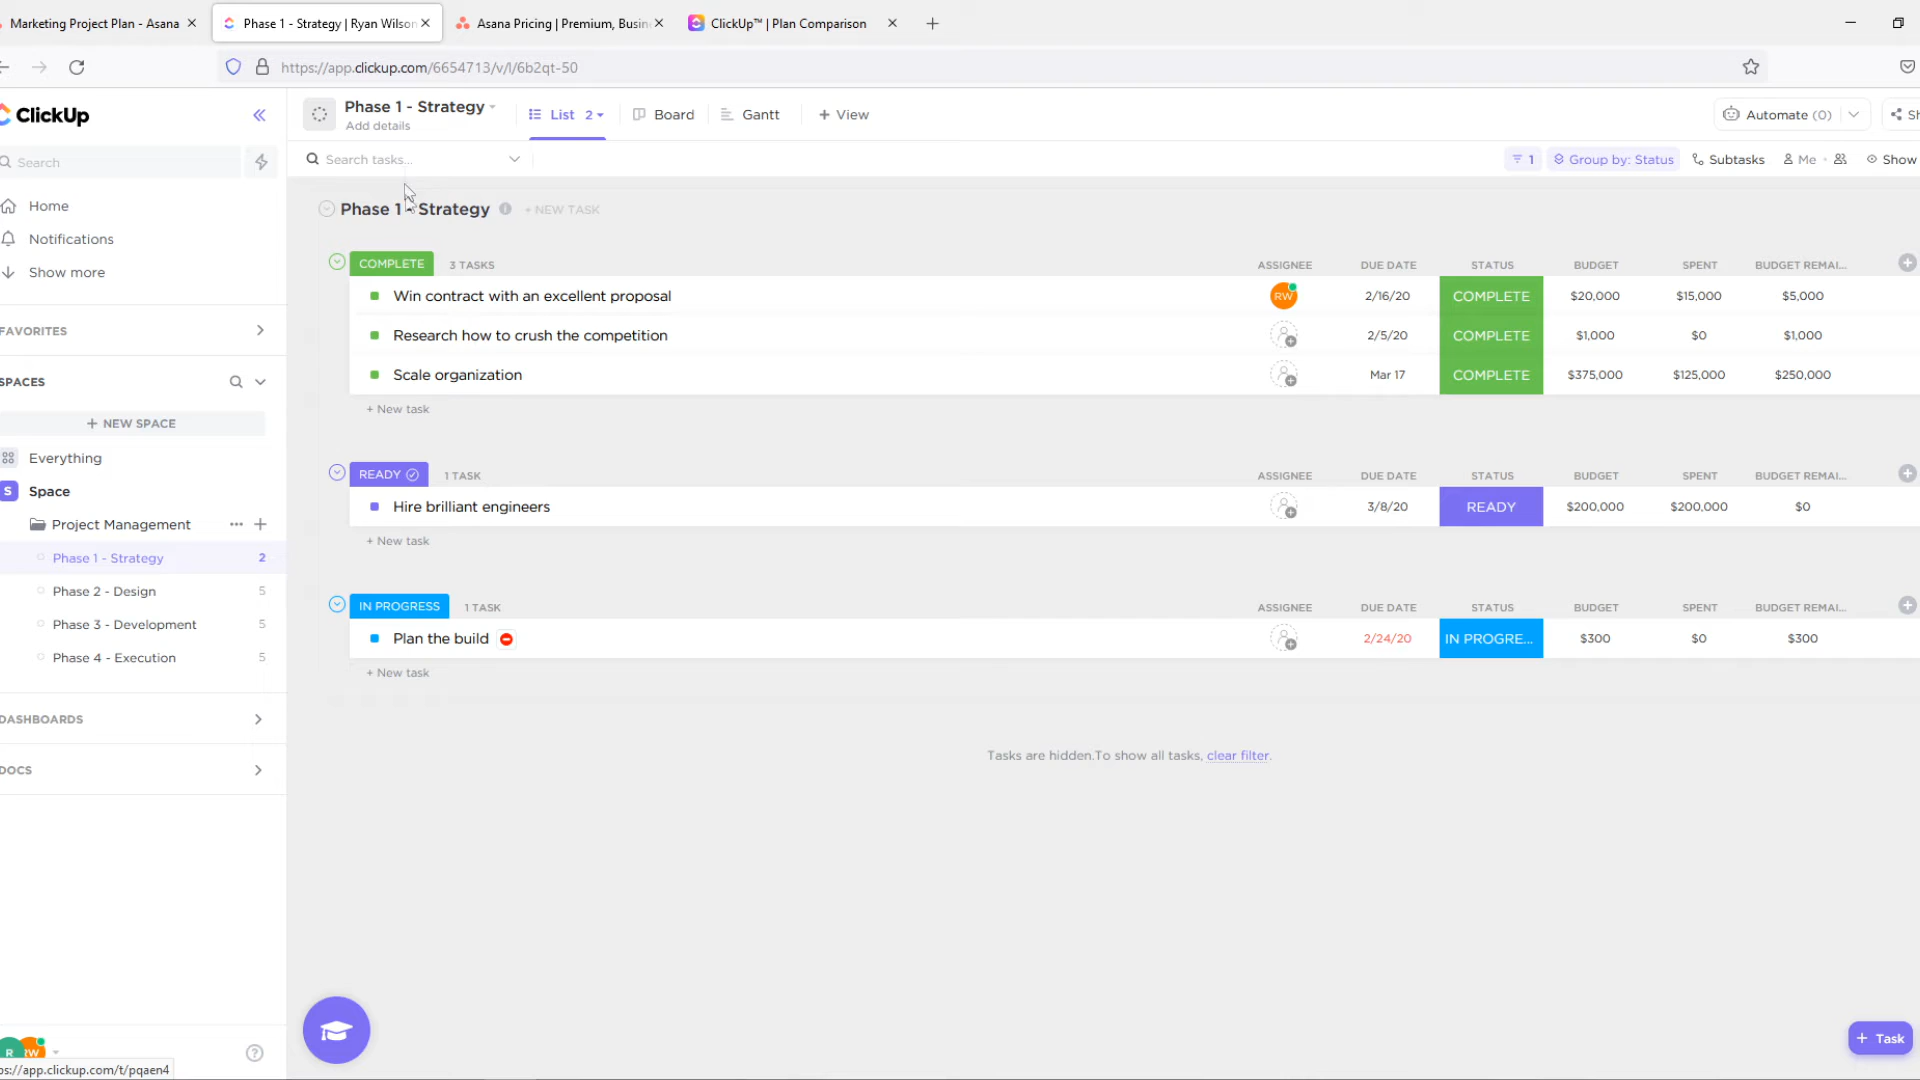 Marketing Project Plan - Asana
Phase 1 - Strategy | Ryan Wilson
Asana Pricing | Premium, Busin
ClickUp™ | Plan Comparison
https://app.clickup.com/6654713/v/l/6b2qt-50
ClickUp
Phase 1 - Strategy
Add details
List 2
Board
Gantt
+ View
Automate (0)
Sh
Search
Search tasks...
1
Group by: Status
Subtasks
Me
Show
Home
Notifications
Show more
FAVORITES
SPACES
+ NEW SPACE
Everything
S Space
Project Management
Phase 1 - Strategy 2
Phase 2 - Design 5
Phase 3 - Development 5
Phase 4 - Execution 5
DASHBOARDS
DOCS
R RW
ps://app.clickup.com/t/pqaen4
Phase 1 - Strategy + NEW TASK
COMPLETE 3 TASKS ASSIGNEE DUE DATE STATUS BUDGET SPENT BUDGET REMAI...
Win contract with an excellent proposal RW 2/16/20 COMPLETE $20,000 $15,000 $5,000
Research how to crush the competition 2/5/20 COMPLETE $1,000 $0 $1,000
Scale organization Mar 17 COMPLETE $375,000 $125,000 $250,000
+ New task
READY 1 TASK ASSIGNEE DUE DATE STATUS BUDGET SPENT BUDGET REMAI...
Hire brilliant engineers 3/8/20 READY $200,000 $200,000 $0
+ New task
IN PROGRESS 1 TASK ASSIGNEE DUE DATE STATUS BUDGET SPENT BUDGET REMAI...
Plan the build 2/24/20 IN PROGRE... $300 $0 $300
+ New task
Tasks are hidden.To show all tasks, clear filter.
+ Task